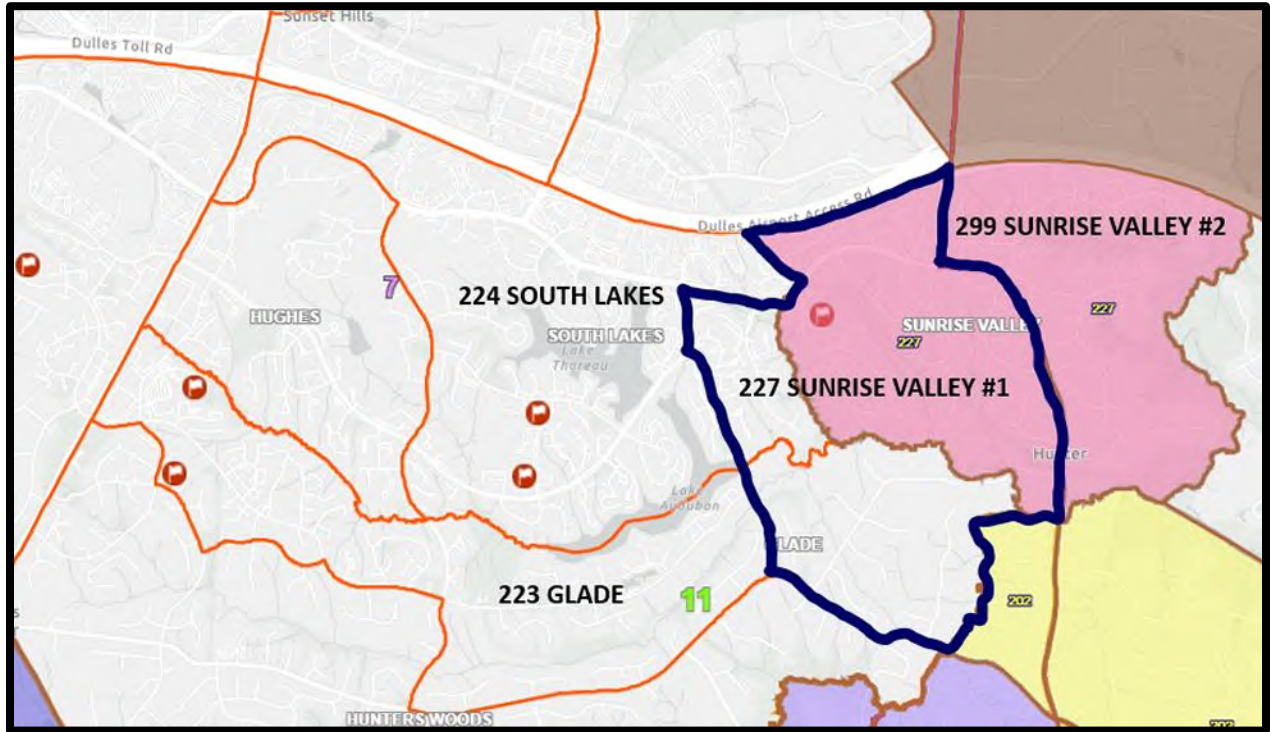 Sunset Hills
Dulles Toll Rd
Dulles Airport Access Rd
299 SUNRISE VALLEY #2
7
224 SOUTH LAKES
HUGHES
SOUTH LAKES
Lake
Thoreau
SUNRISE VALLEY
227
227
227 SUNRISE VALLEY #1
Hunter
Lake
Audubon
GLADE
223 GLADE
11
202
HUNTERS WOODS